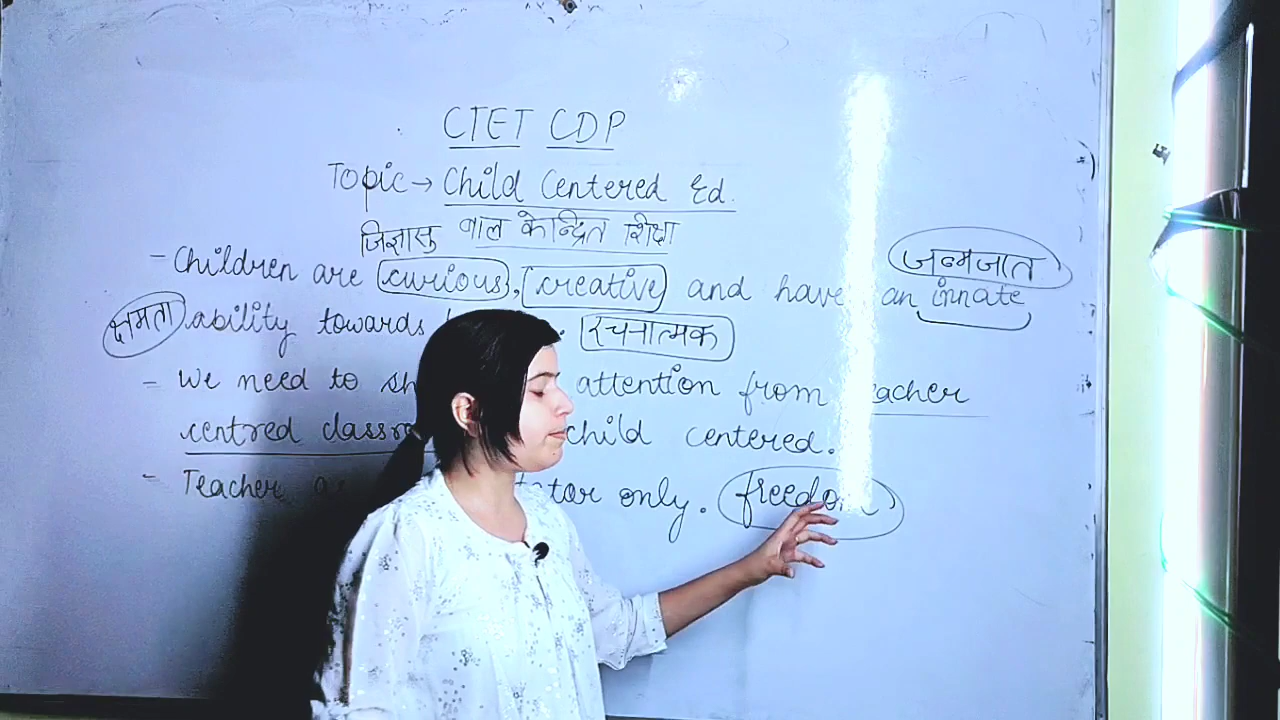 CTET CDP
Topic → Child Centered Ed.
जिज्ञासु बाल केन्द्रित शिक्षा
- Children are curious, creative and have an innate
जन्मजात
क्षमता ability towards
रचनात्मक
- We need to attention from
centred child centered.
- Teacher only. freedom